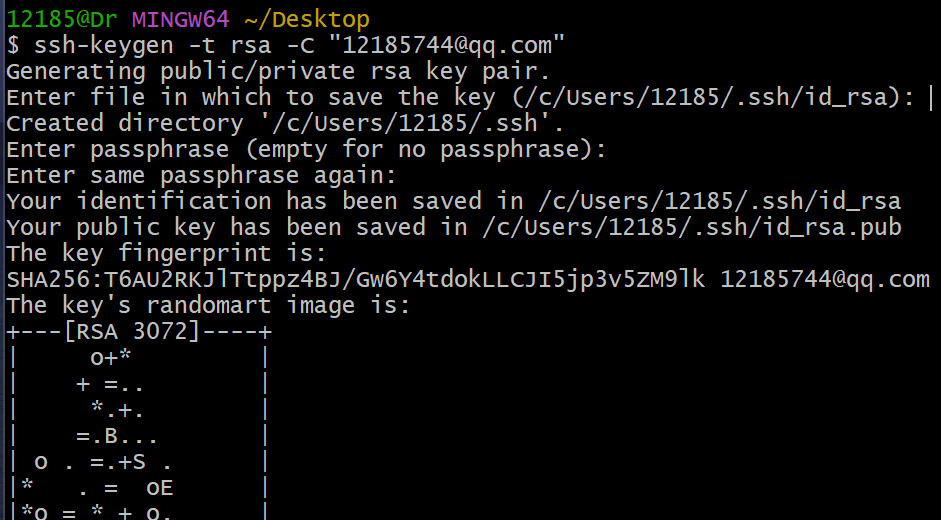 12185@Dr MINGW64 ~/Desktop
$ ssh-keygen -t rsa -C "12185744@qq.com"
Generating public/private rsa key pair.
Enter file in which to save the key (/c/Users/12185/.ssh/id_rsa):
Created directory '/c/Users/12185/.ssh'.
Enter passphrase (empty for no passphrase):
Enter same passphrase again:
Your identification has been saved in /c/Users/12185/.ssh/id_rsa
Your public key has been saved in /c/Users/12185/.ssh/id_rsa.pub
The key fingerprint is:
SHA256:T6AU2RKJlTtppz4BJ/Gw6Y4tdokLLCJI5jp3v5ZM9lk 12185744@qq.com
The key's randomart image is:
+---[RSA 3072]----+
|     o+*         |
|    + =..        |
|     *.+.        |
|    =.B...       |
| o . =.+S .      |
|*   . =  oE      |
|*o = * + o.      |